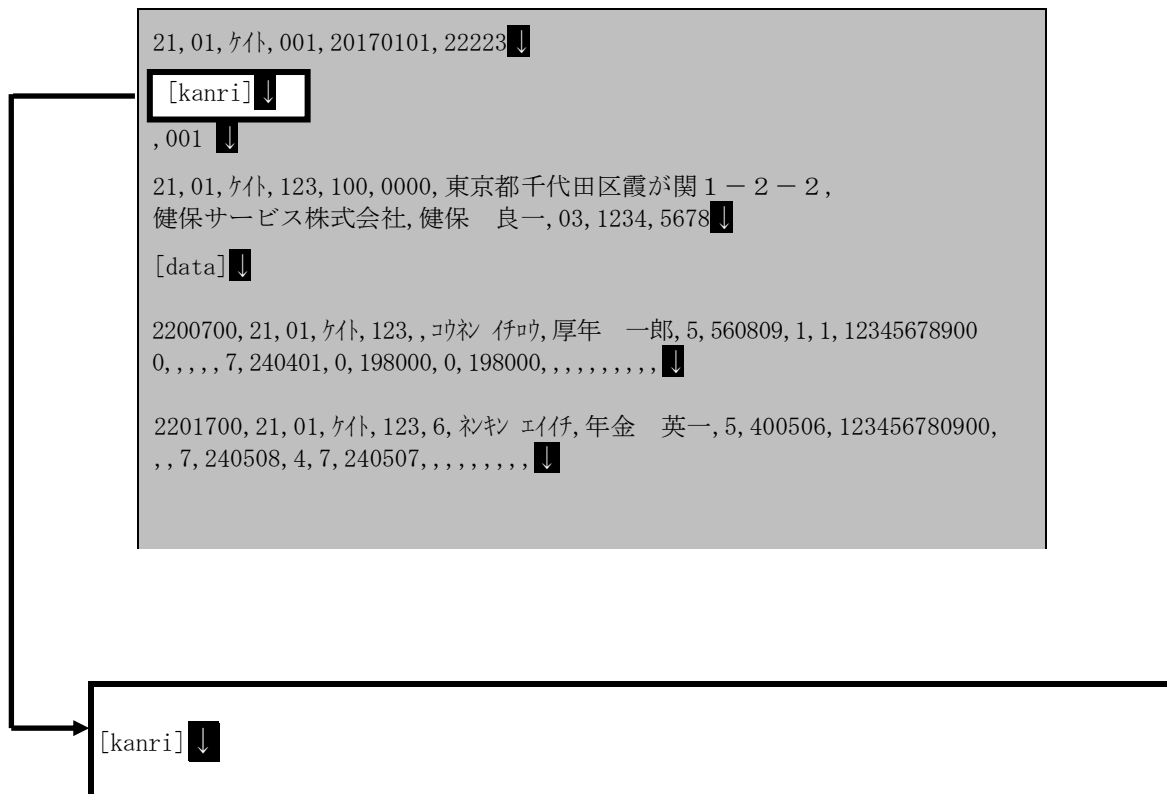 21,01,ｹｲﾄ,001,20170101,22223↓
[kanri]↓
,001 ↓
21,01,ｹｲﾄ,123,100,0000,東京都千代田区霞が関１－２－２,
健保サービス株式会社,健保　良一,03,1234,5678↓
[data]↓
2200700,21,01,ｹｲﾄ,123,,ｺｳﾈﾝ ｲﾁﾛｳ,厚年　一郎,5,560809,1,1,12345678900
0,,,,,7,240401,0,198000,0,198000,,,,,,,,,,↓
2201700,21,01,ｹｲﾄ,123,6,ﾈﾝｷﾝ ｴｲｲﾁ,年金　英一,5,400506,123456780900,
,,7,240508,4,7,240507,,,,,,,,,↓
[kanri]↓